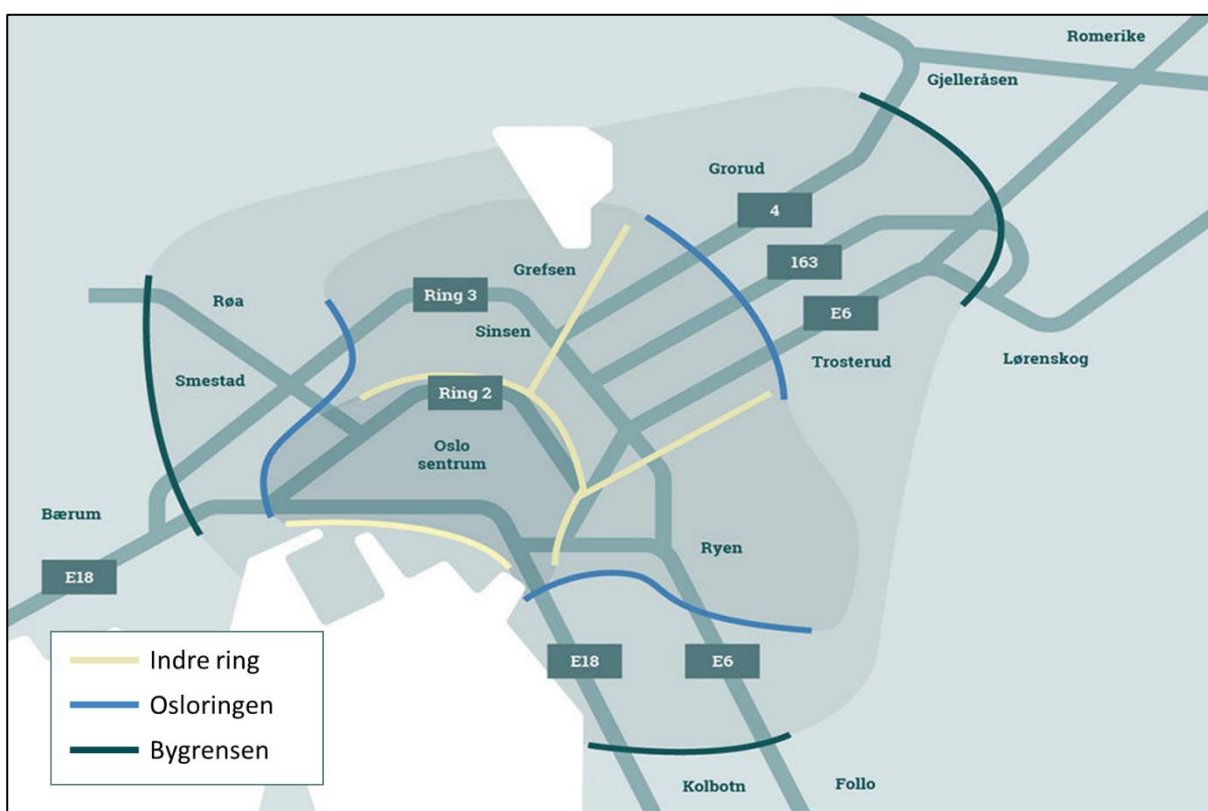 Romerike
Gjelleråsen
Grorud
4
163
Grefsen
E6
Røa
Ring 3
Sinsen
Trosterud
Lørenskog
Smestad
Ring 2
Oslo
sentrum
Bærum
Ryen
E18
E18
E6
Indre ring
Osloringen
Bygrensen
Kolbotn
Follo